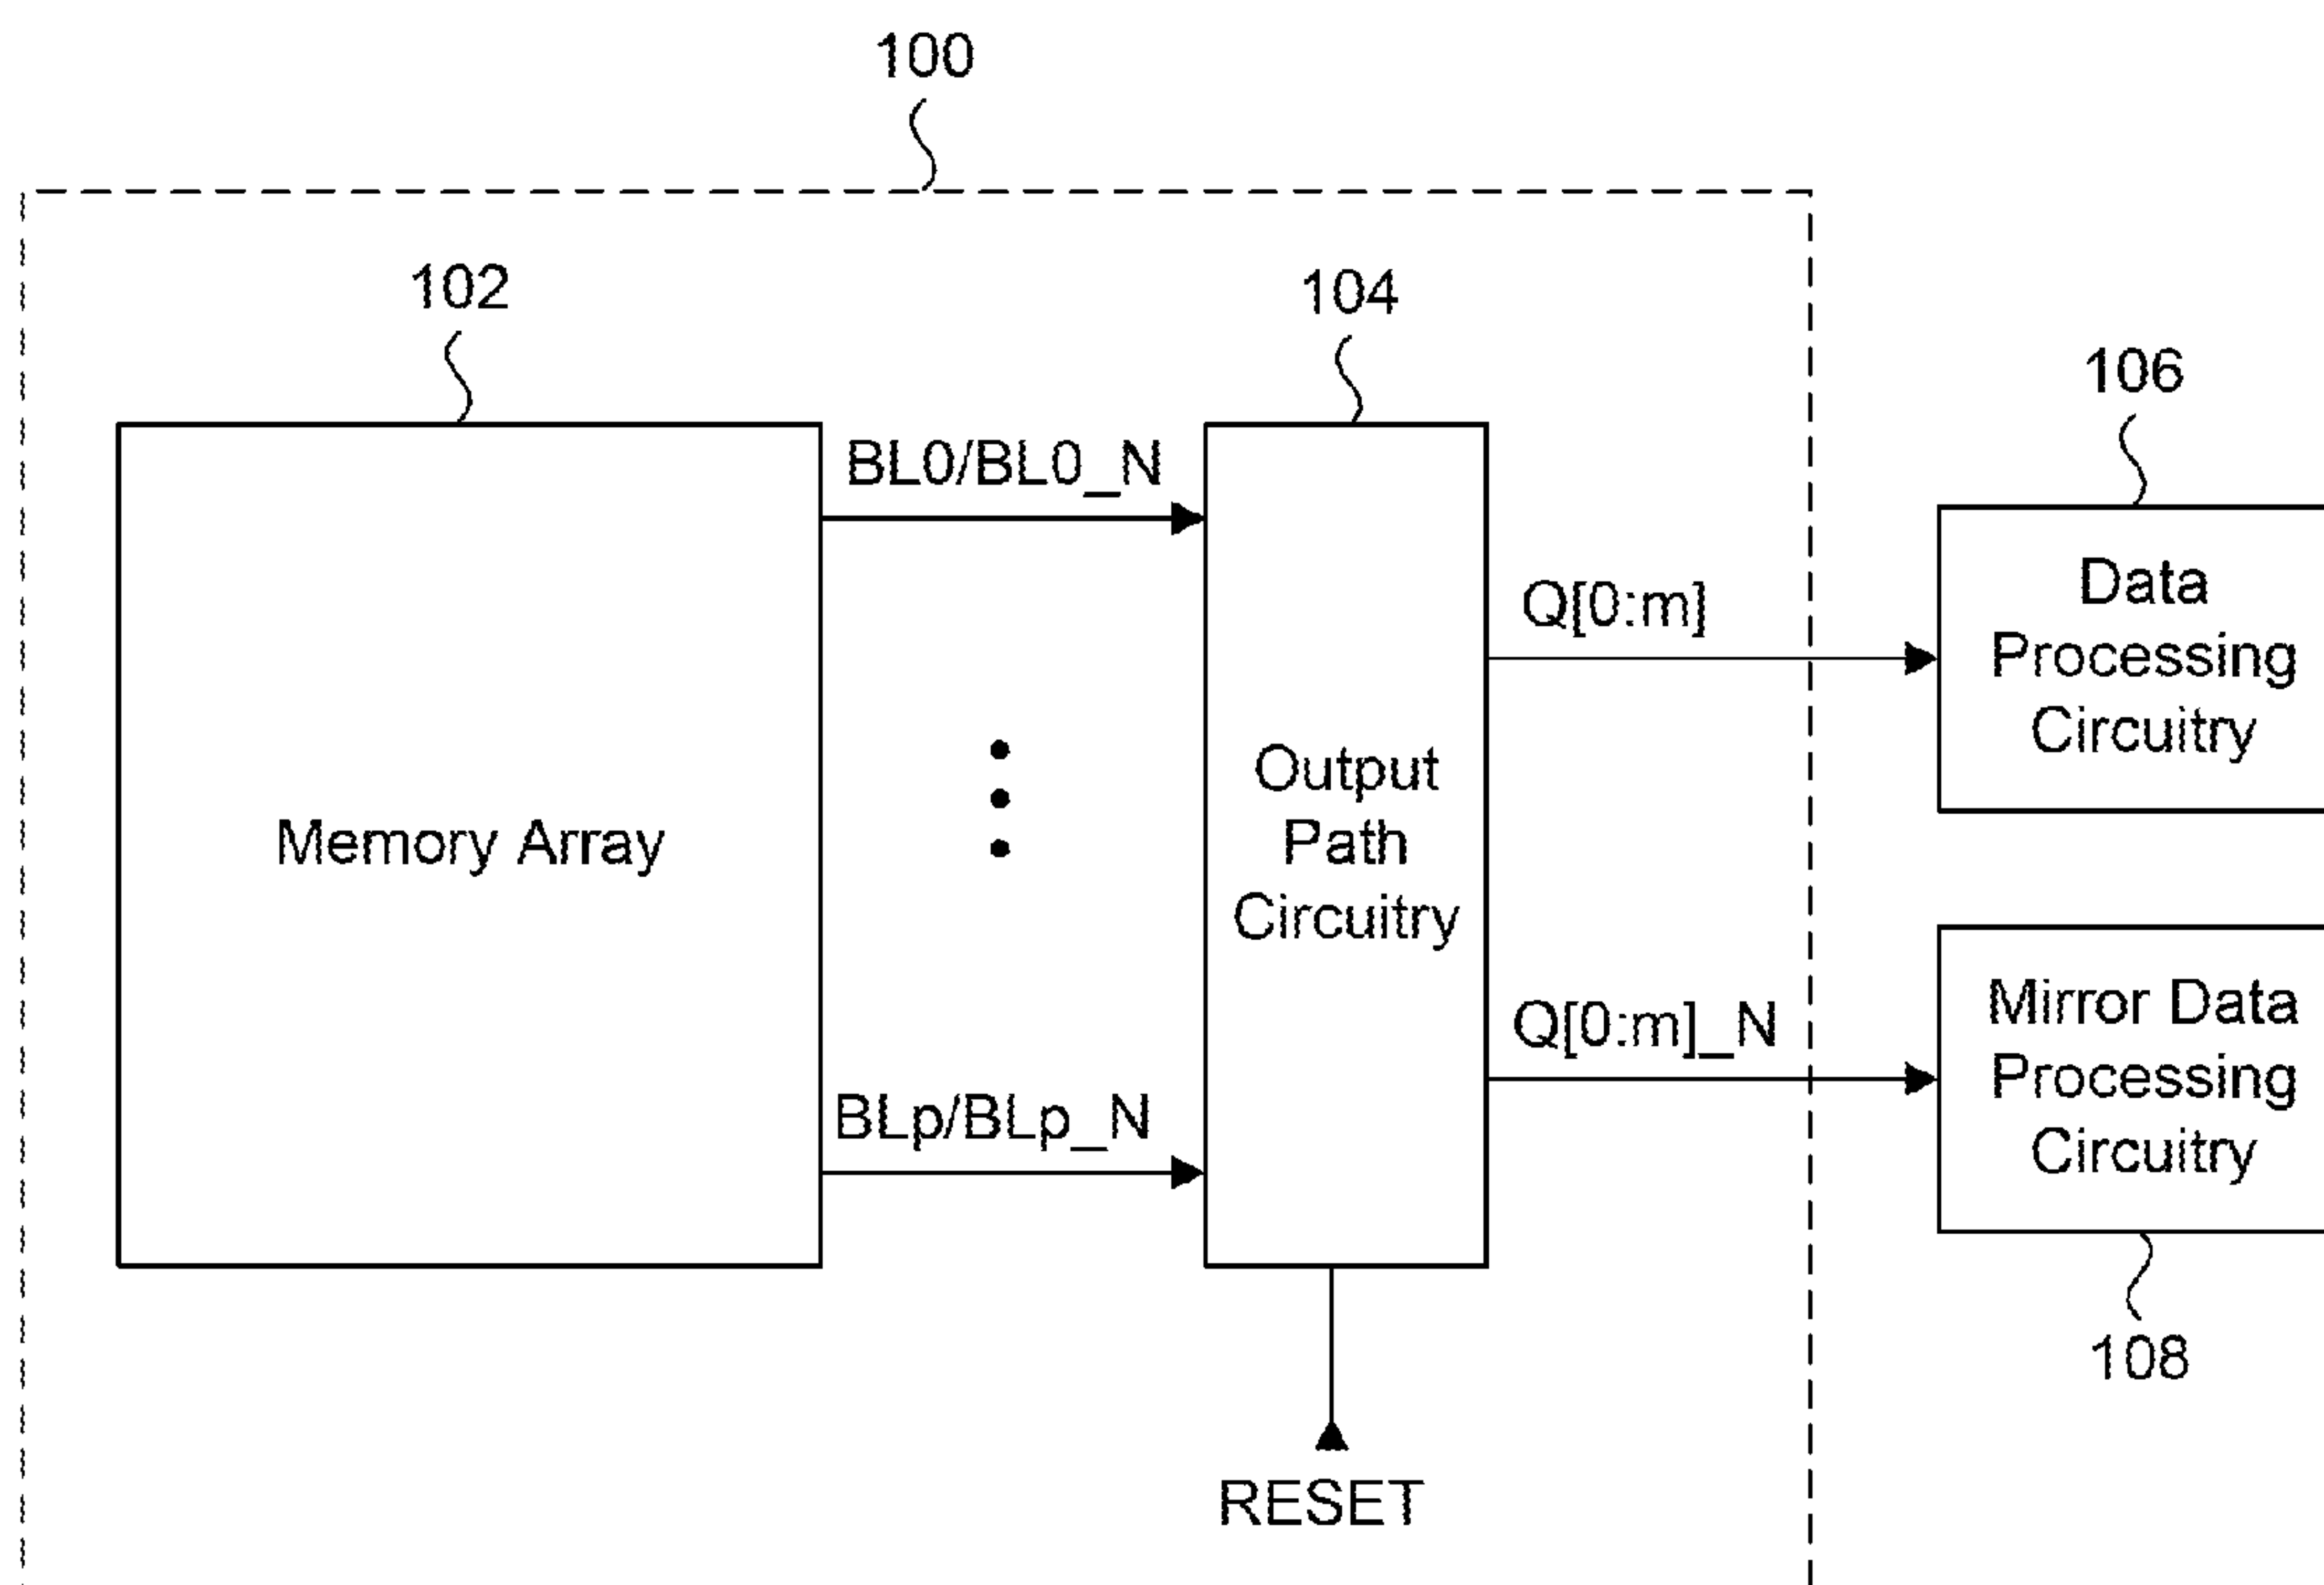 100
102
104
106
BL0/BL0_N
Q[0:m]
Data
Processing
Circuitry
Memory Array
Output
Path
Circuitry
Mirror Data
Processing
Circuitry
Q[0:m]_N
BLp/BLp_N
108
RESET